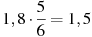 1,8 · 5/6 = 1,5